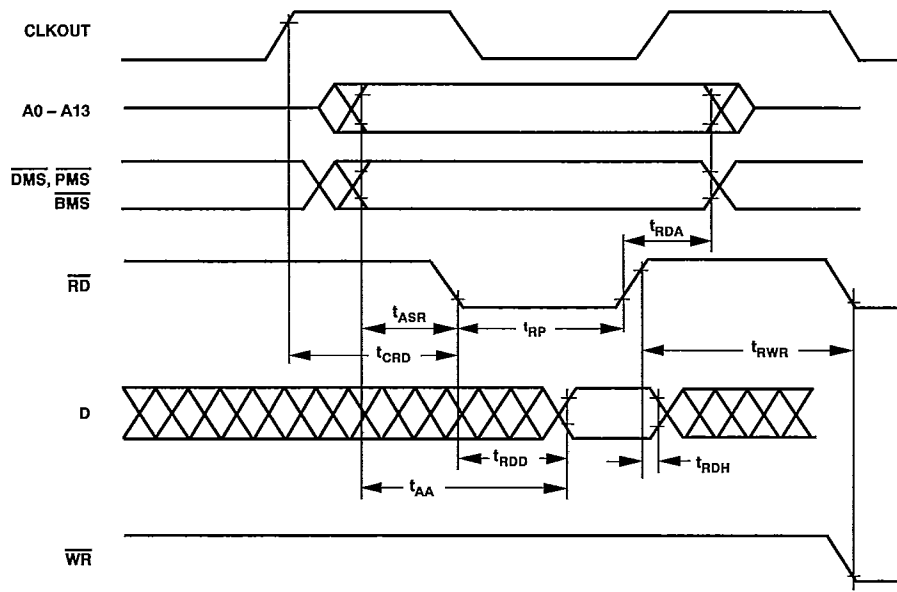 CLKOUT
A0 – A13
DMS, PMS
BMS
tRDA
RD
tASR
tRP
tCRD
tRWR
D
tRDD
tRDH
tAA
WR